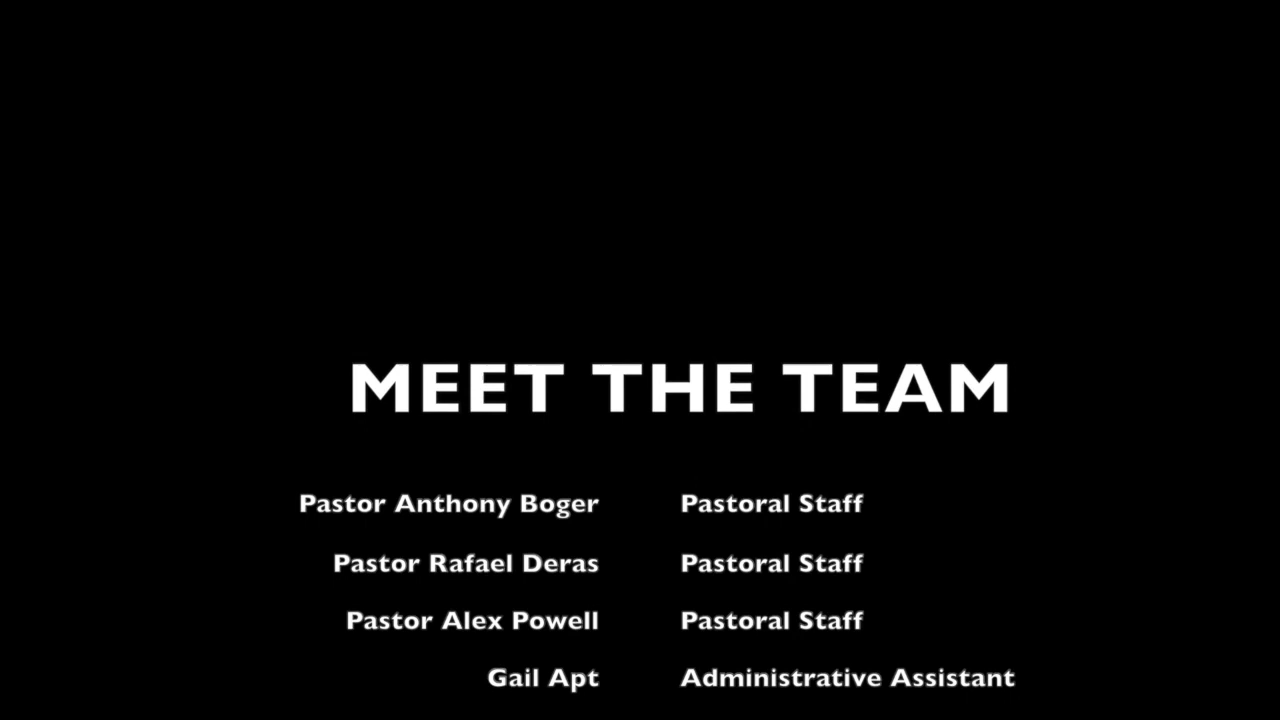 MEET THE TEAM
Pastor Anthony Boger Pastoral Staff
Pastor Rafael Deras Pastoral Staff
Pastor Alex Powell Pastoral Staff
Gail Apt Administrative Assistant